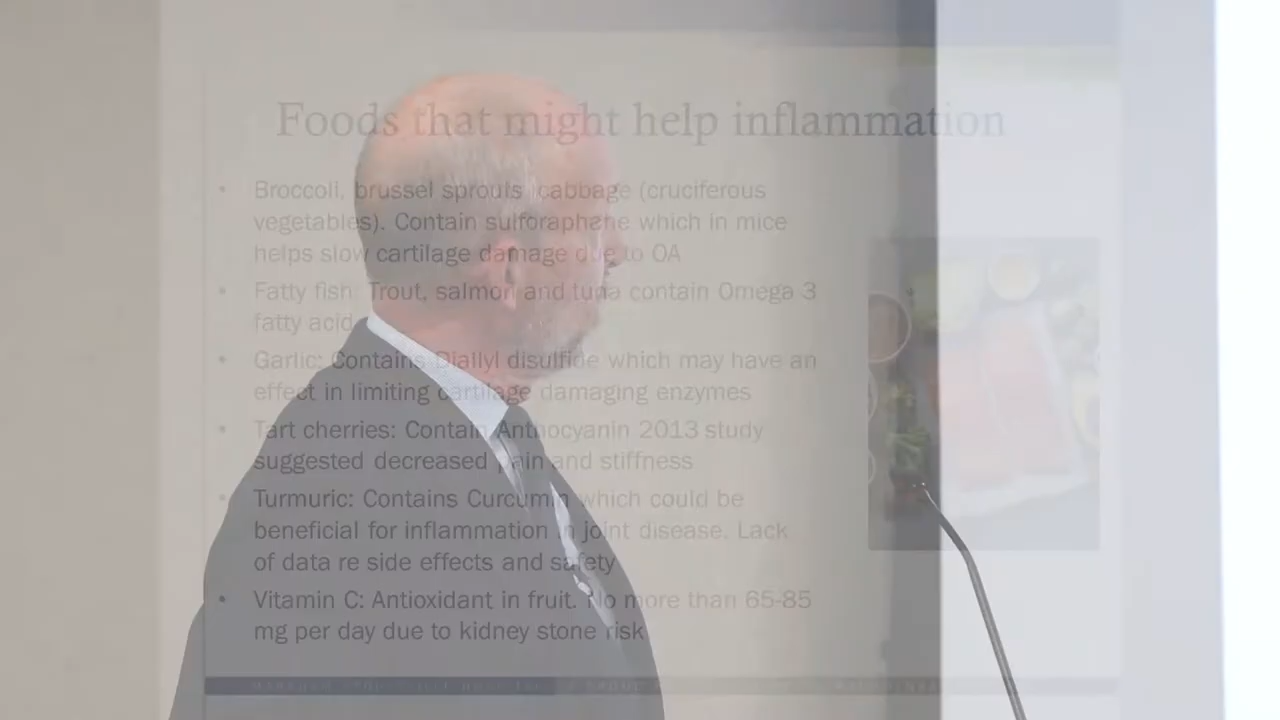 Foods that might help inflammation
• Broccoli, brussel sprouts, cabbage (cruciferous
vegetables). Contain sulforaphane which in mice
helps slow cartilage damage due to OA
• Fatty fish: Trout, salmon and tuna contain Omega 3
fatty acid
• Garlic: Contains Diallyl disulfide which may have an
effect in limiting cartilage damaging enzymes
• Tart cherries: Contain Anthocyanin 2013 study
suggested decreased pain and stiffness
• Turmuric: Contains Curcumin which could be
beneficial for inflammation in joint disease. Lack
of data re side effects and safety
• Vitamin C: Antioxidant in fruit. No more than 65-85
mg per day due to kidney stone risk